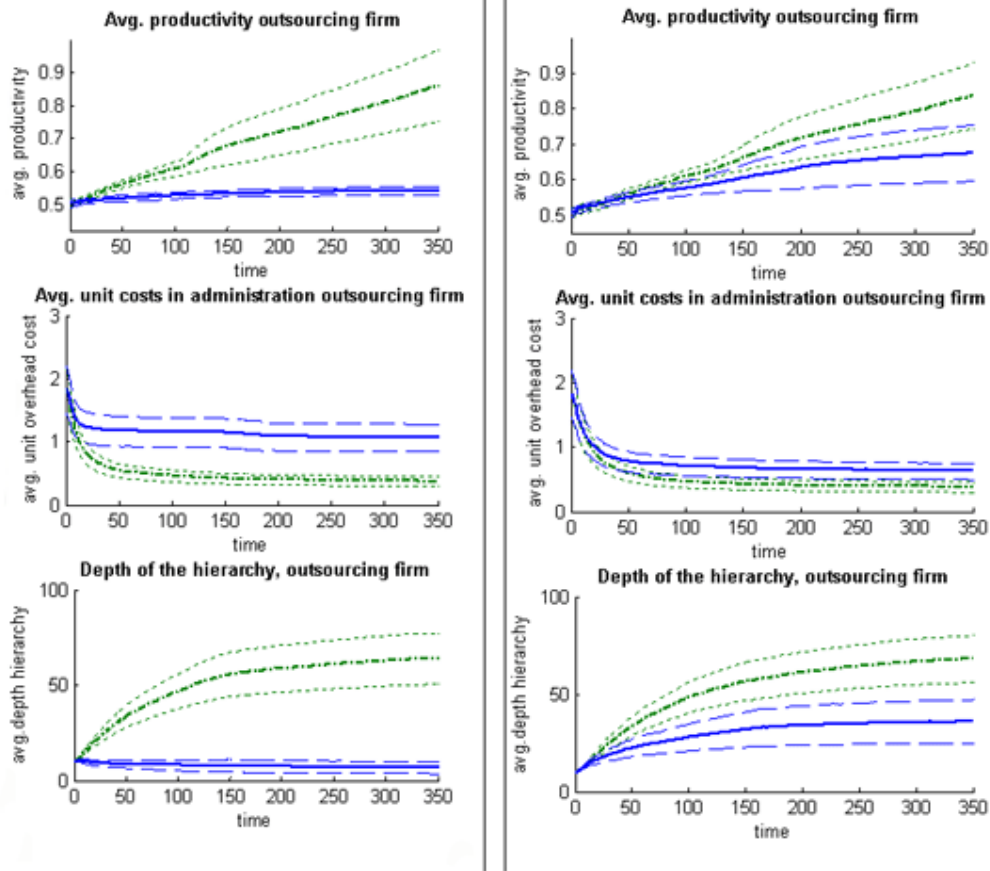 Avg. productivity outsourcing firm
avg. productivity
0.9
0.8
0.7
0.6
0.5
0 50 100 150 200 250 300 350
time
Avg. unit costs in administration outsourcing firm
avg. unit overhead cost
3
2
1
0
0 50 100 150 200 250 300 350
time
Depth of the hierarchy, outsourcing firm
avg.depth hierarchy
100
50
0
0 50 100 150 200 250 300 350
time
Avg. productivity outsourcing firm
avg. productivity
0.9
0.8
0.7
0.6
0.5
0 50 100 150 200 250 300 350
time
Avg. unit costs in administration outsourcing firm
avg. unit overhead cost
3
2
1
0
0 50 100 150 200 250 300 350
time
Depth of the hierarchy, outsourcing firm
avg.depth hierarchy
100
50
0
0 50 100 150 200 250 300 350
time